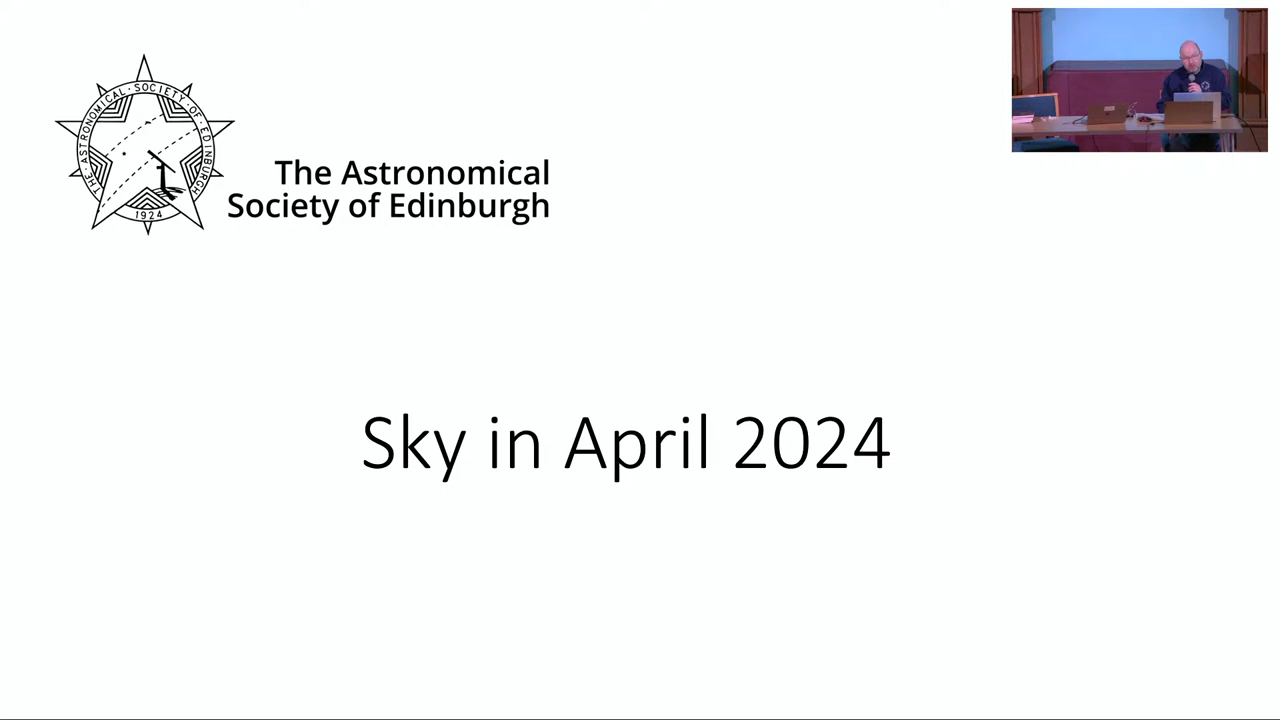 THE·ASTRONOMICAL·SOCIETY·OF·EDINBURGH
1924
The Astronomical
Society of Edinburgh
Sky in April 2024